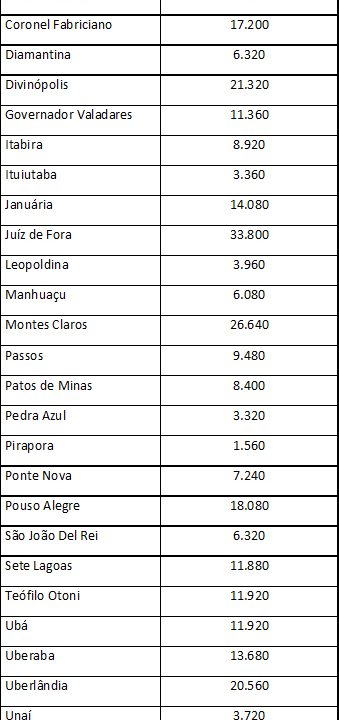 Coronel Fabriciano 17.200
Diamantina 6.320
Divinópolis 21.320
Governador Valadares 11.360
Itabira 8.920
Ituiutaba 3.360
Januária 14.080
Juíz de Fora 33.800
Leopoldina 3.960
Manhuaçu 6.080
Montes Claros 26.640
Passos 9.480
Patos de Minas 8.400
Pedra Azul 3.320
Pirapora 1.560
Ponte Nova 7.240
Pouso Alegre 18.080
São João Del Rei 6.320
Sete Lagoas 11.880
Teófilo Otoni 11.920
Ubá 11.920
Uberaba 13.680
Uberlândia 20.560
Unaí 3.720